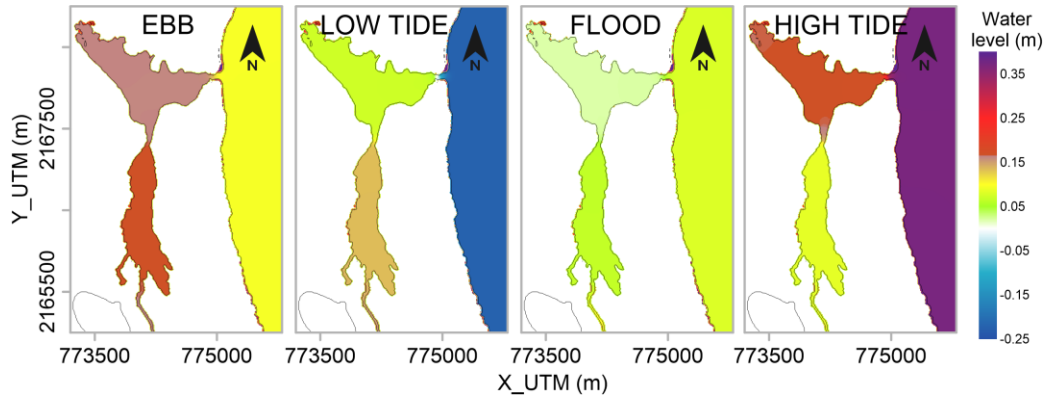 EBB
LOW TIDE
FLOOD
HIGH TIDE
Water
level (m)
N
N
N
N
0.35
0.25
0.15
0.05
-0.05
-0.15
-0.25
Y_UTM (m)
2167500
2165500
773500
775000
773500
775000
773500
775000
773500
775000
X_UTM (m)